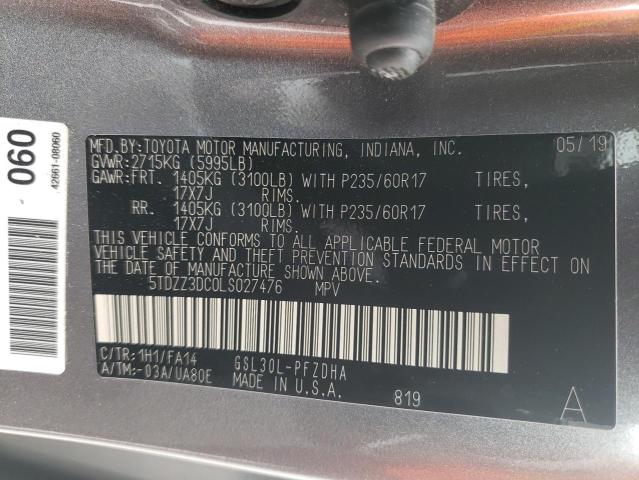 060
42661-08060
MFD.BY:TOYOTA MOTOR MANUFACTURING, INDIANA, INC. 05/19
GVWR:2715KG (5995LB)
GAWR:FRT. 1405KG (3100LB) WITH P235/60R17 TIRES,
17X7J RIMS.
RR. 1405KG (3100LB) WITH P235/60R17 TIRES,
17X7J RIMS.
THIS VEHICLE CONFORMS TO ALL APPLICABLE FEDERAL MOTOR
VEHICLE SAFETY AND THEFT PREVENTION STANDARDS IN EFFECT ON
THE DATE OF MANUFACTURE SHOWN ABOVE.
5TDZZ3DC0LS027476 MPV
C/TR:1H1/FA14 GSL30L-PFZDHA
A/TM:-03A/UA80E MADE IN U.S.A. 819 A